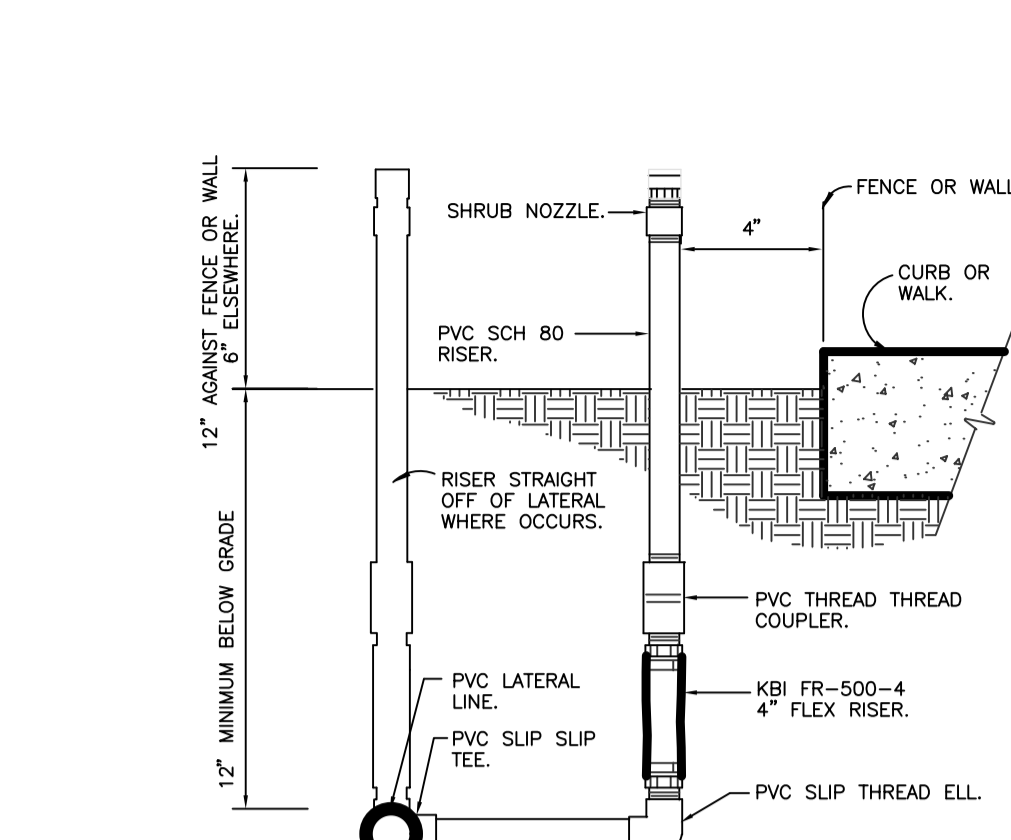 12" AGAINST FENCE OR WALL
6" ELSEWHERE.
SHRUB NOZZLE.
4"
FENCE OR WALL
CURB OR
WALK.
PVC SCH 80
RISER.
RISER STRAIGHT
OFF OF LATERAL
WHERE OCCURS.
12" MINIMUM BELOW GRADE
PVC THREAD THREAD
COUPLER.
PVC LATERAL
LINE.
KBI FR-500-4
4" FLEX RISER.
PVC SLIP SLIP
TEE.
PVC SLIP THREAD ELL.